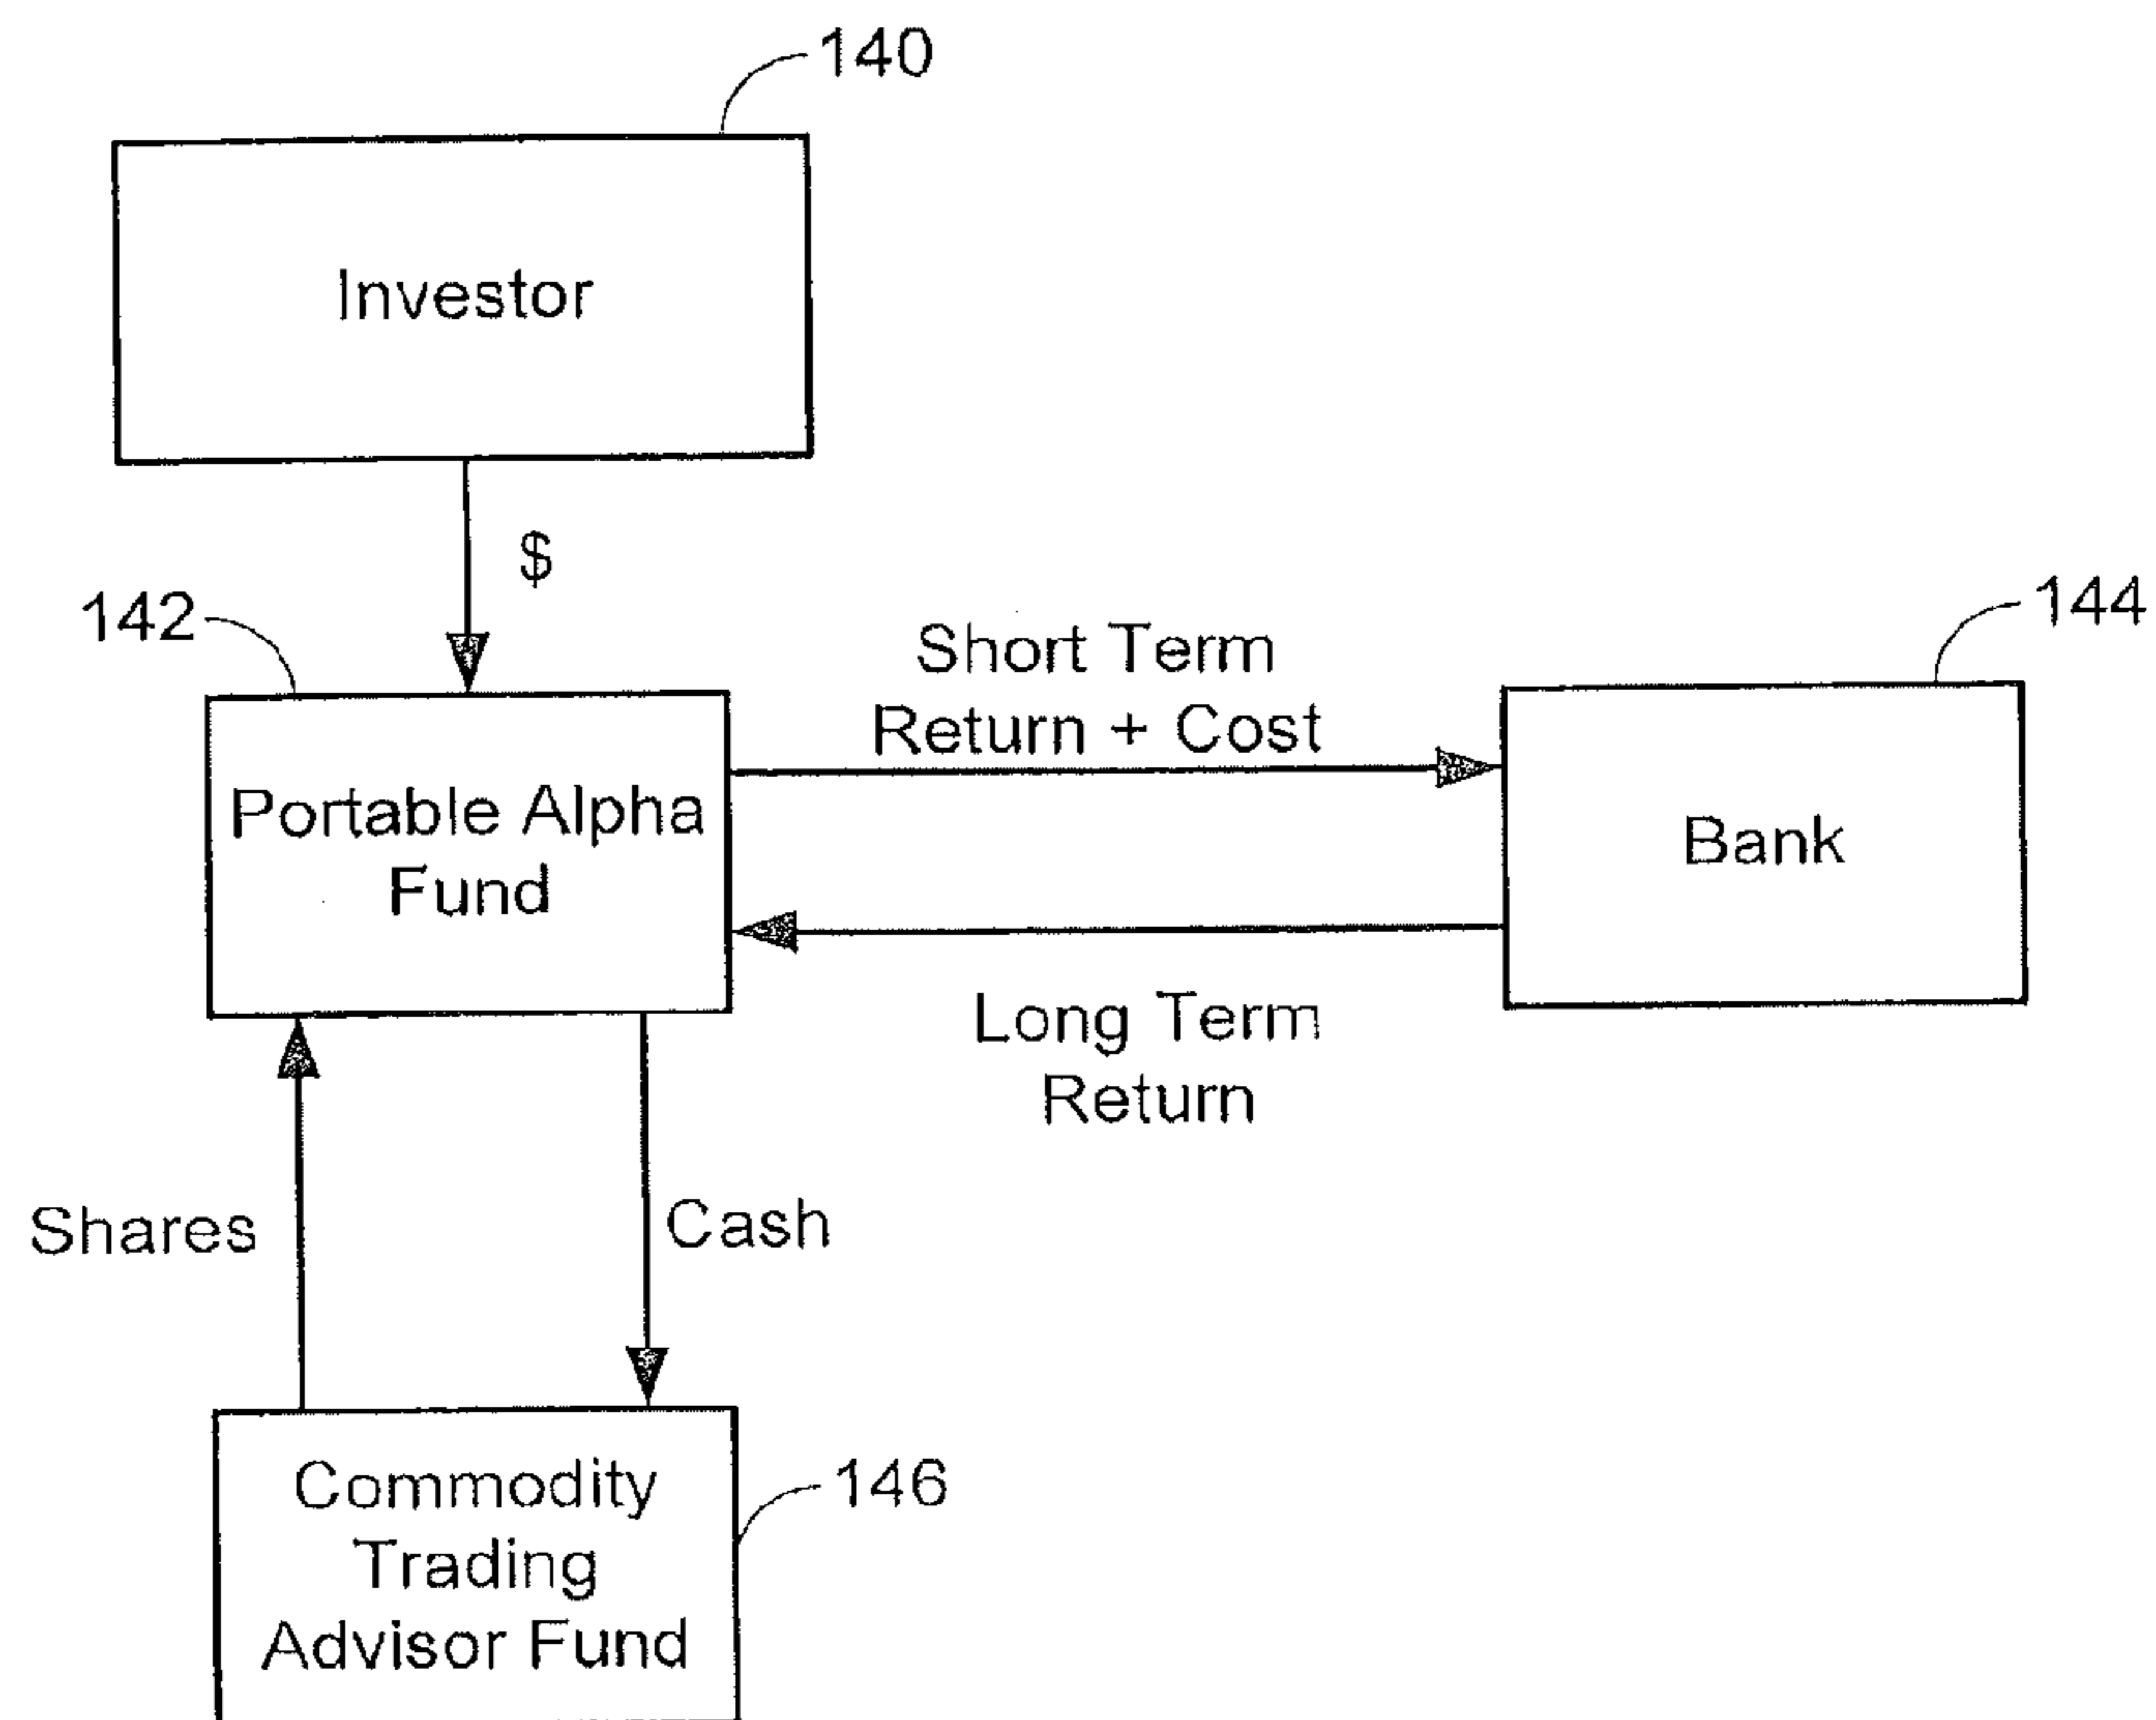 140
Investor
$
142
144
Short Term
Return + Cost
Portable Alpha
Fund
Bank
Long Term
Return
Shares
Cash
Commodity
Trading
Advisor Fund
146